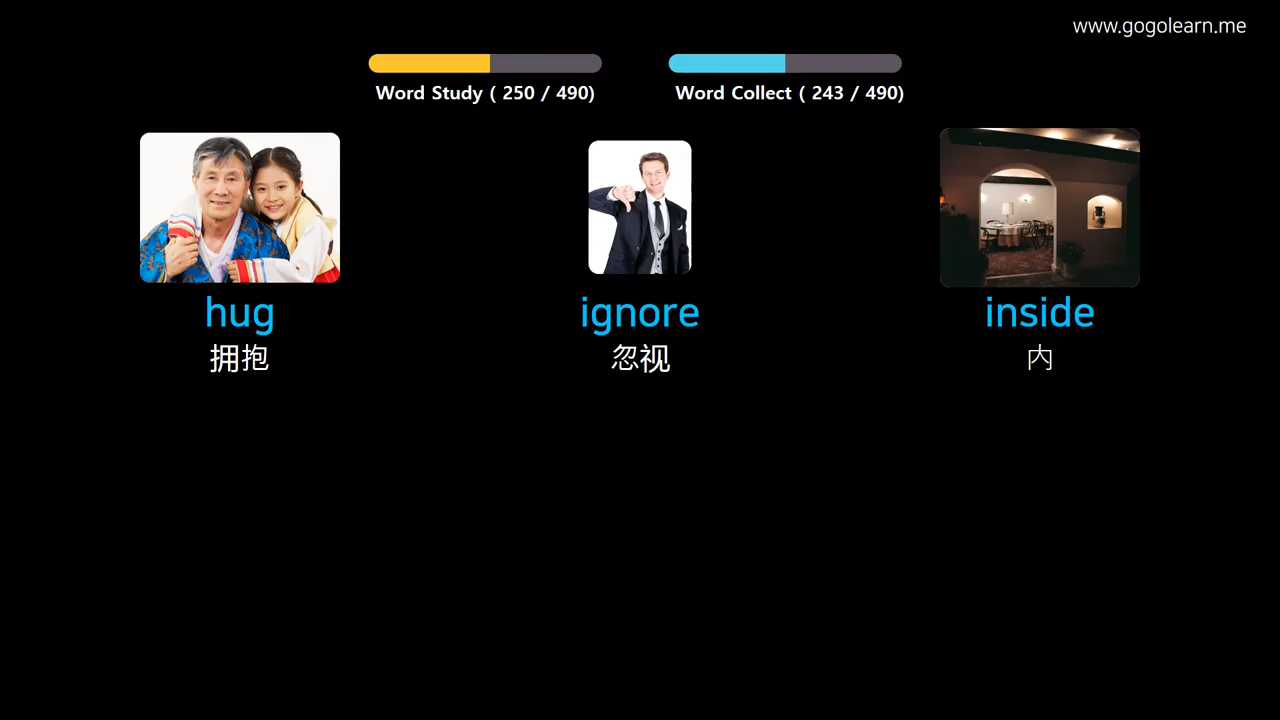 www.gogolearn.me
Word Study ( 250 / 490)
Word Collect ( 243 / 490)
hug
ignore
inside
拥抱
忽视
内